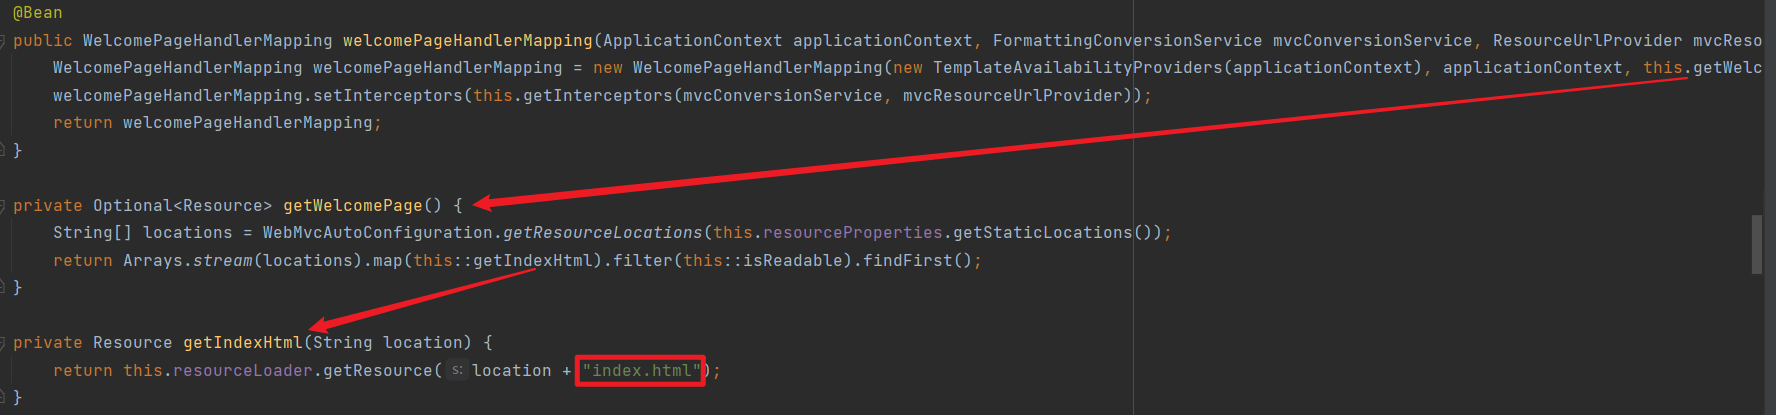 @Bean
public WelcomePageHandlerMapping welcomePageHandlerMapping(ApplicationContext applicationContext, FormattingConversionService mvcConversionService, ResourceUrlProvider mvcReso
WelcomePageHandlerMapping welcomePageHandlerMapping = new WelcomePageHandlerMapping(new TemplateAvailabilityProviders(applicationContext), applicationContext, this.getWelc
welcomePageHandlerMapping.setInterceptors(this.getInterceptors(mvcConversionService, mvcResourceUrlProvider));
return welcomePageHandlerMapping;
}
private Optional<Resource> getWelcomePage() {
String[] locations = WebMvcAutoConfiguration.getResourceLocations(this.resourceProperties.getStaticLocations());
return Arrays.stream(locations).map(this::getIndexHtml).filter(this::isReadable).findFirst();
}
private Resource getIndexHtml(String location) {
return this.resourceLoader.getResource( s: location + "index.html");
}